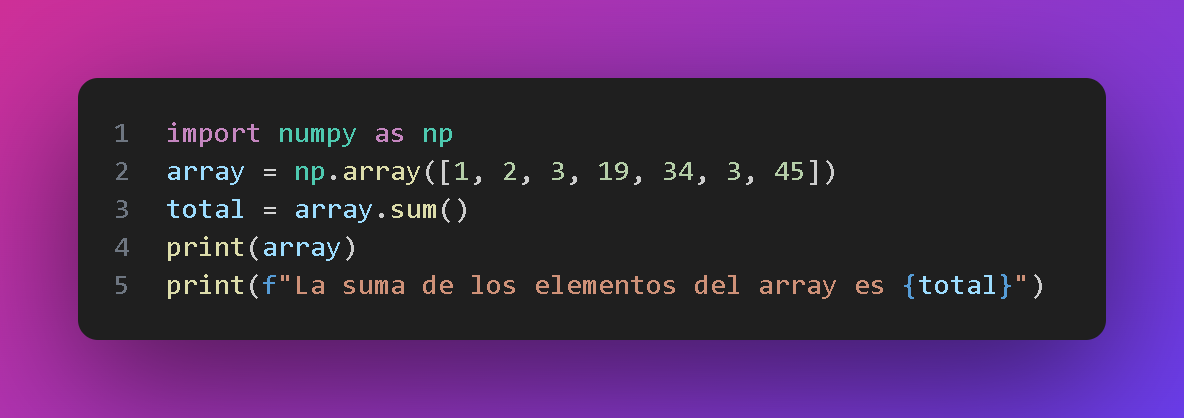 1 import numpy as np
2 array = np.array([1, 2, 3, 19, 34, 3, 45])
3 total = array.sum()
4 print(array)
5 print(f"La suma de los elementos del array es {total}")